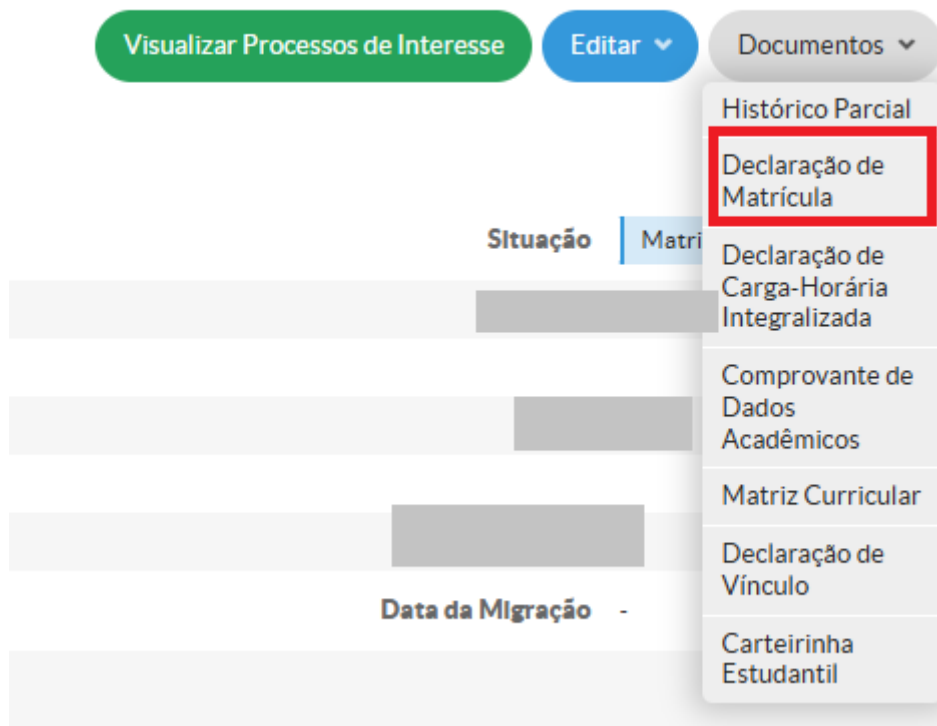 Visualizar Processos de Interesse
Editar
Documentos
Histórico Parcial
Declaração de
Matrícula
Situação
Matri
Declaração de
Carga-Horária
Integralizada
Comprovante de
Dados
Acadêmicos
Matriz Curricular
Declaração de
Vínculo
Data da Migração -
Carteirinha
Estudantil